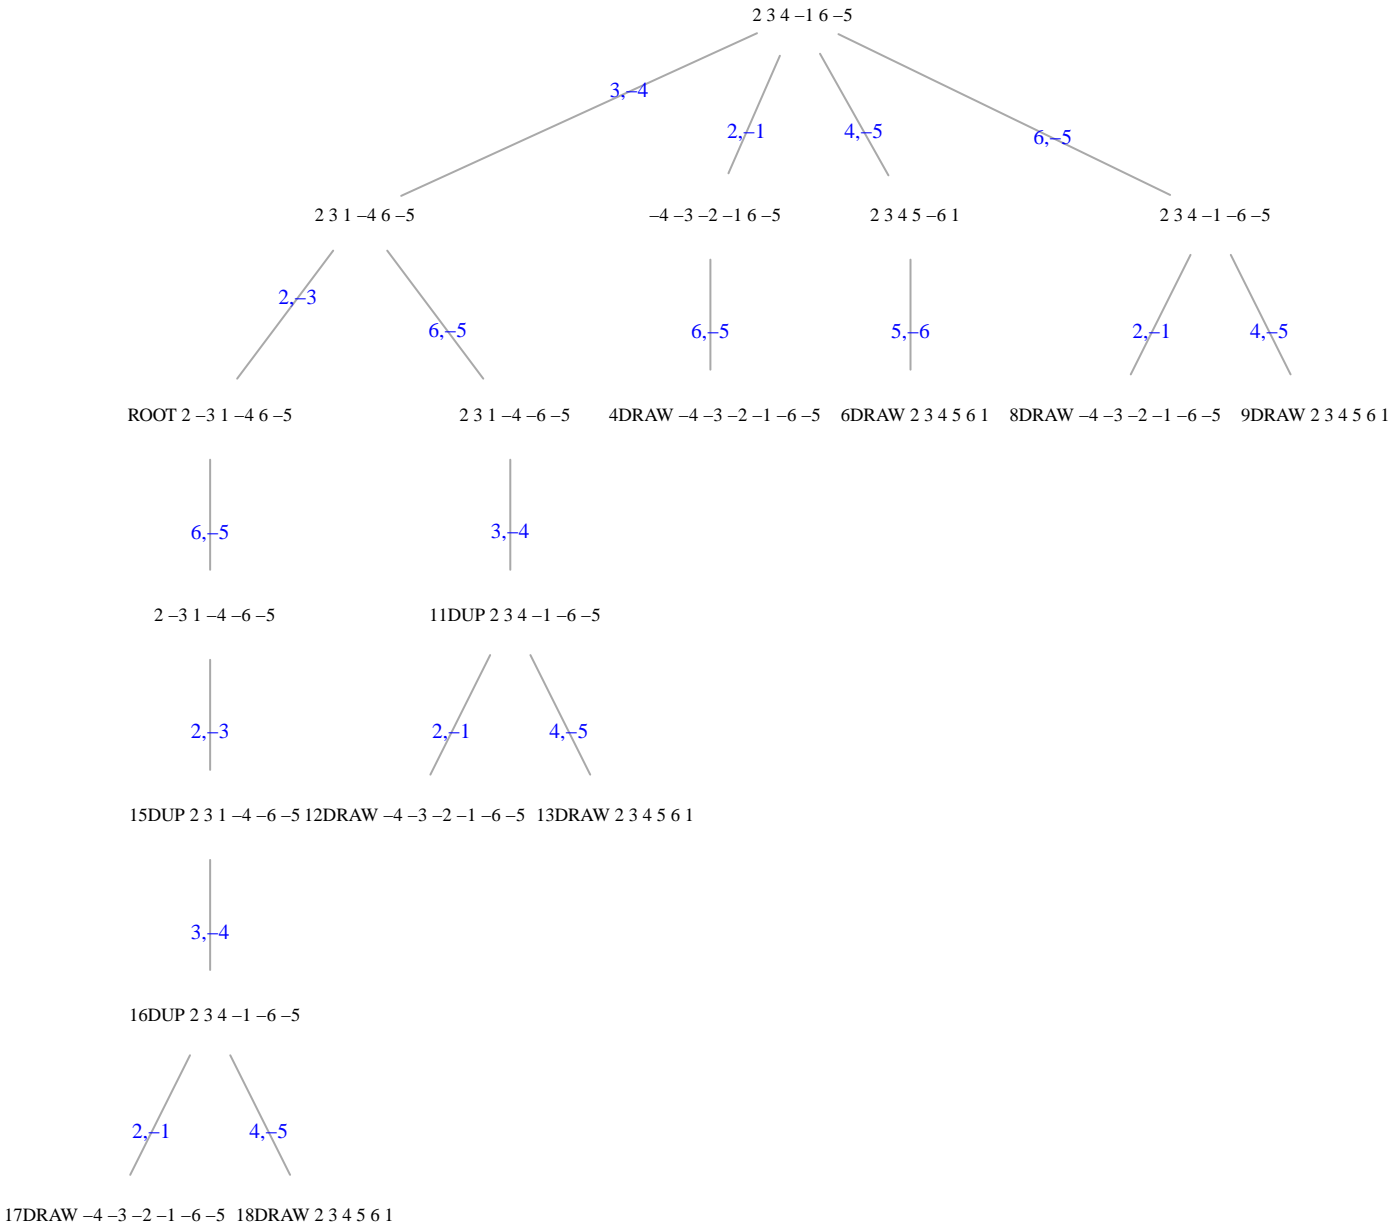 2 3 4 –1 6 –5
3,–4
2,–1
4,–5
6,–5
2 3 1 –4 6 –5
–4 –3 –2 –1 6 –5
2 3 4 5 –6 1
2 3 4 –1 –6 –5
2,–3
6,–5
6,–5
5,–6
2,–1
4,–5
ROOT 2 –3 1 –4 6 –5
2 3 1 –4 –6 –5
4DRAW –4 –3 –2 –1 –6 –5
6DRAW 2 3 4 5 6 1
8DRAW –4 –3 –2 –1 –6 –5
9DRAW 2 3 4 5 6 1
6,–5
3,–4
2 –3 1 –4 –6 –5
11DUP 2 3 4 –1 –6 –5
2,–3
2,–1
4,–5
15DUP 2 3 1 –4 –6 –5
12DRAW –4 –3 –2 –1 –6 –5
13DRAW 2 3 4 5 6 1
3,–4
16DUP 2 3 4 –1 –6 –5
2,–1
4,–5
17DRAW –4 –3 –2 –1 –6 –5
18DRAW 2 3 4 5 6 1